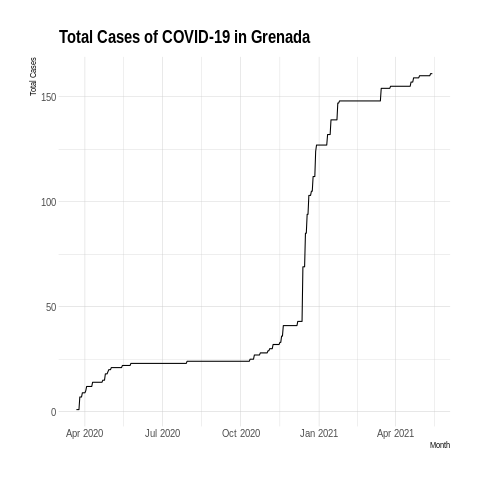 Total Cases of COVID-19 in Grenada
Total Cases
150
100
50
0
Apr 2020 Jul 2020 Oct 2020 Jan 2021 Apr 2021
Month